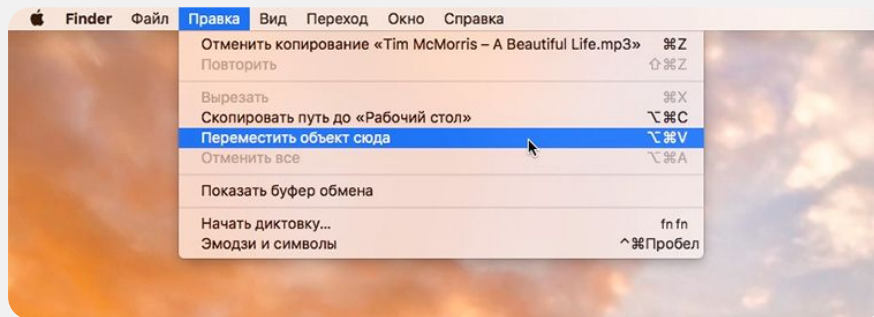 Finder Файл Правка Вид Переход Окно Справка
Отменить копирование «Tim McMorris – A Beautiful Life.mp3» ⌘Z
Повторить ⇧⌘Z
Вырезать ⌘X
Скопировать путь до «Рабочий стол» ⌥⌘C
Переместить объект сюда ⌥⌘V
Отменить все ⌥⌘A
Показать буфер обмена
Начать диктовку... fn fn
Эмодзи и символы ^⌘Пробел